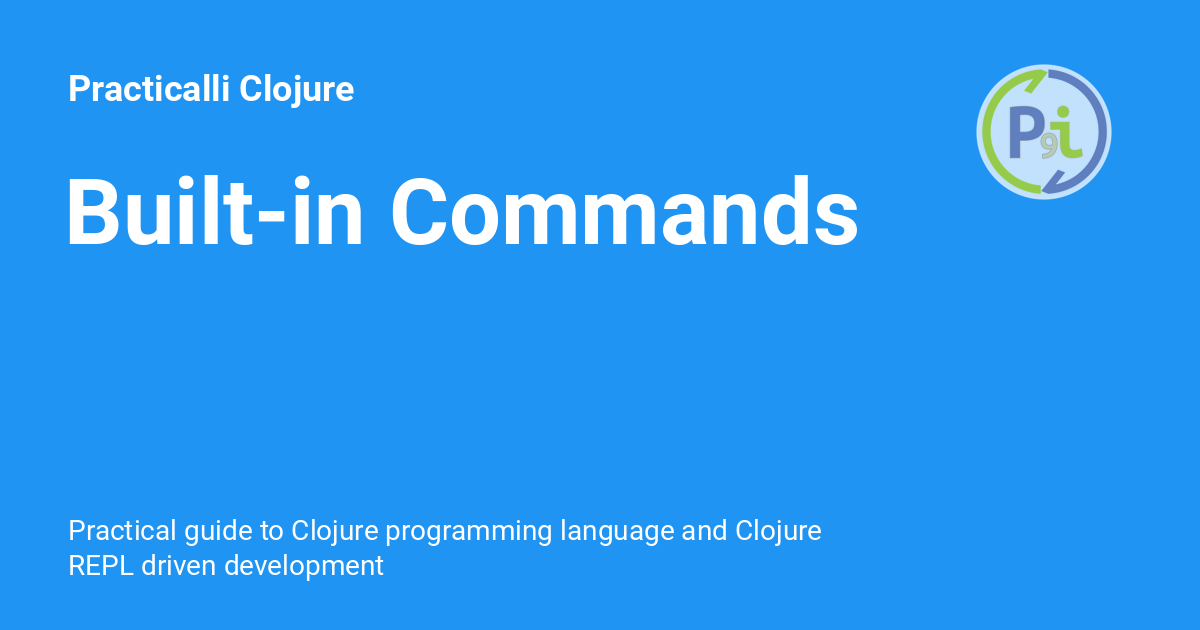 Practicalli Clojure
Built-in Commands
P9i
Practical guide to Clojure programming language and Clojure
REPL driven development